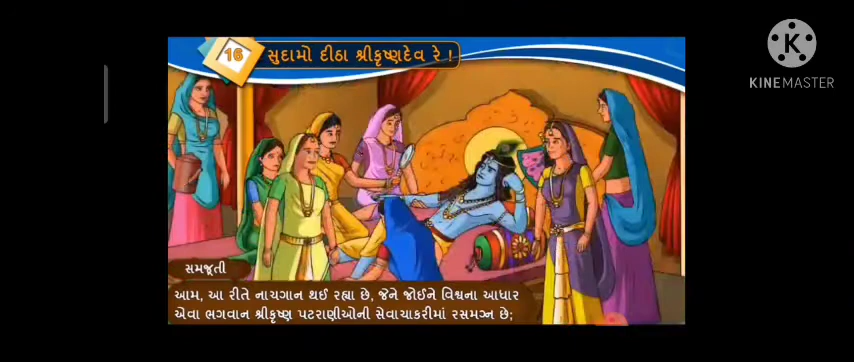 16 સુદામો દીઠા શ્રીકૃષ્ણદેવ રે !
KINEMASTER
સમજૂતી
આમ, આ રીતે નાચગાન થઈ રહ્યા છે, જેને જોઈને વિશ્વના આધાર
એવા ભગવાન શ્રીકૃષ્ણ પટરાણીઓની સેવાચાકરીમાં રસમગ્ન છે;